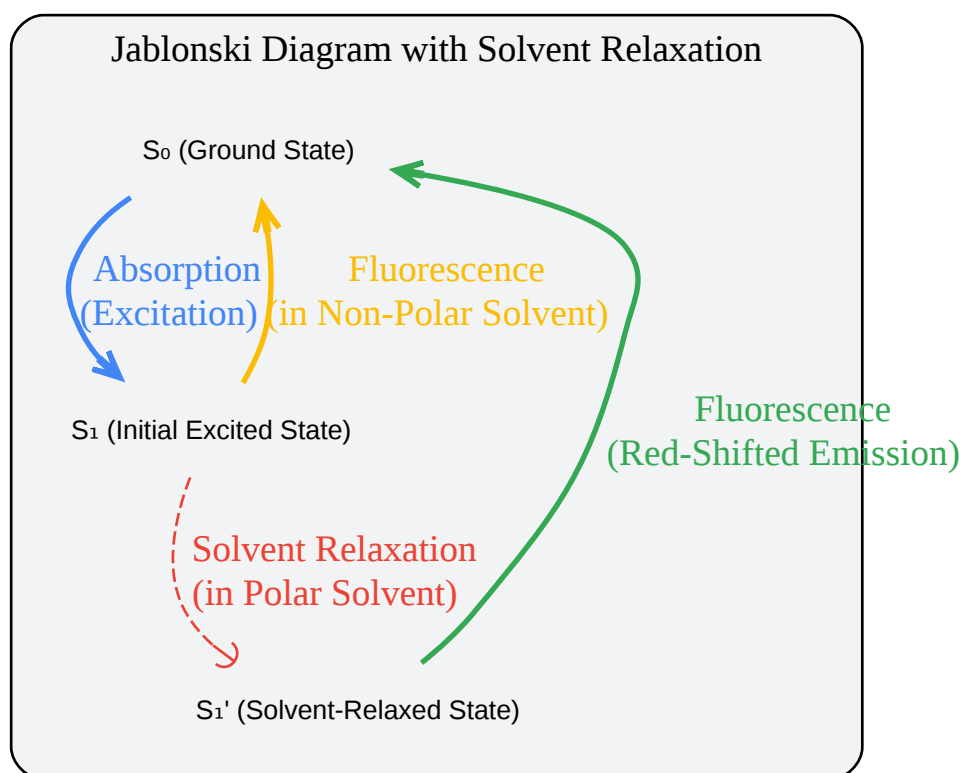 Jablonski Diagram with Solvent Relaxation
S₀ (Ground State)
Absorption
(Excitation)
Fluorescence
(in Non-Polar Solvent)
S₁ (Initial Excited State)
Fluorescence
(Red-Shifted Emission)
Solvent Relaxation
(in Polar Solvent)
S₁' (Solvent-Relaxed State)